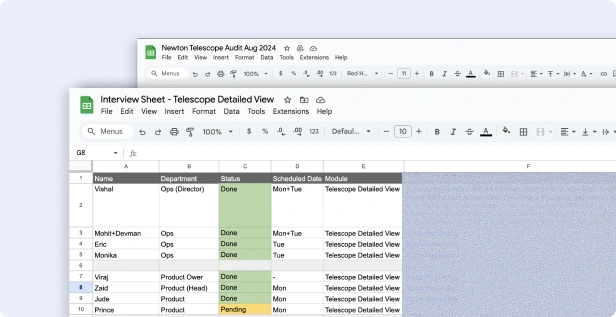 Newton Telescope Audit Aug 2024
File Edit View Insert Format Data Tools Extensions Help
Menus 100% $ % .0 .00 123 Red H... 11 B I S A
Interview Sheet - Telescope Detailed View
File Edit View Insert Format Data Tools Extensions Help
Menus 100% $ % .0 .00 123 Defaul... 10 B I S A
G8 fx
A B C D E F
1 Name Department Status Scheduled Date Module
2 Vishal Ops (Director) Done Mon+Tue Telescope Detailed View
3 Mohit+Devman Ops Done Mon+Tue Telescope Detailed View
4 Eric Ops Done Tue Telescope Detailed View
5 Monika Ops Done Tue Telescope Detailed View
6
7 Viraj Product Ower Done - Telescope Detailed View
8 Zaid Product (Head) Done Mon Telescope Detailed View
9 Jude Product Done Mon Telescope Detailed View
10 Prince Product Pending Mon Telescope Detailed View